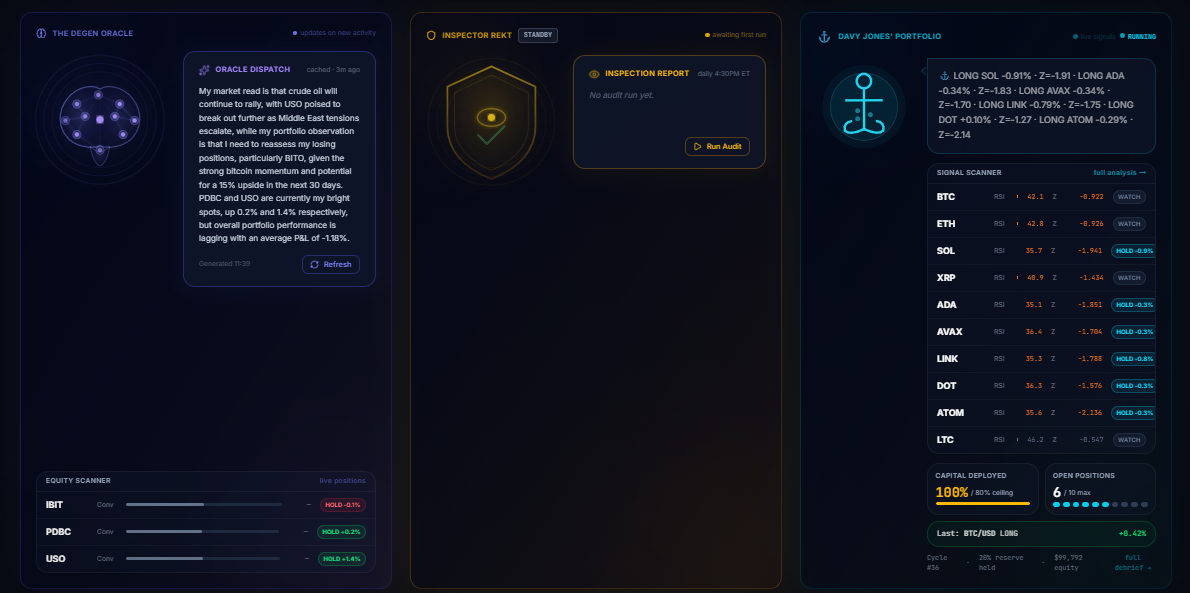 THE DEGEN ORACLE
updates on new activity
ORACLE DISPATCH
cached · 3m ago
My market read is that crude oil will
continue to rally, with USO poised to
break out further as Middle East tensions
escalate, while my portfolio observation
is that I need to reassess my losing
positions, particularly BITO, given the
strong bitcoin momentum and potential
for a 15% upside in the next 30 days.
PDBC and USO are currently my bright
spots, up 0.2% and 1.4% respectively,
but overall portfolio performance is
lagging with an average P&L of -1.18%.
Generated 11:39
Refresh
EQUITY SCANNER
live positions
IBIT Conv – HOLD -0.1%
PDBC Conv – HOLD +0.2%
USO Conv – HOLD +1.4%
INSPECTOR REKT STANDBY
awaiting first run
INSPECTION REPORT daily 4:30PM ET
No audit run yet.
Run Audit
DAVY JONES' PORTFOLIO
live signals RUNNING
LONG SOL -0.91% · Z=-1.91 · LONG ADA
-0.34% · Z=-1.83 · LONG AVAX -0.34% ·
Z=-1.70 · LONG LINK -0.79% · Z=-1.75 · LONG
DOT +0.10% · Z=-1.27 · LONG ATOM -0.29% ·
Z=-2.14
SIGNAL SCANNER full analysis →
BTC RSI 42.1 Z -0.922 WATCH
ETH RSI 42.8 Z -0.926 WATCH
SOL RSI 35.7 Z -1.941 HOLD -0.9%
XRP RSI 40.9 Z -1.434 WATCH
ADA RSI 35.1 Z -1.851 HOLD -0.3%
AVAX RSI 36.4 Z -1.704 HOLD -0.3%
LINK RSI 35.3 Z -1.788 HOLD -0.8%
DOT RSI 36.3 Z -1.576 HOLD -0.3%
ATOM RSI 35.6 Z -2.136 HOLD -0.3%
LTC RSI 46.2 Z -0.547 WATCH
CAPITAL DEPLOYED
100% / 80% ceiling
OPEN POSITIONS
6 / 10 max
Last: BTC/USD LONG +0.42%
Cycle #36 · 20% reserve held · $99,792 equity full debrief →